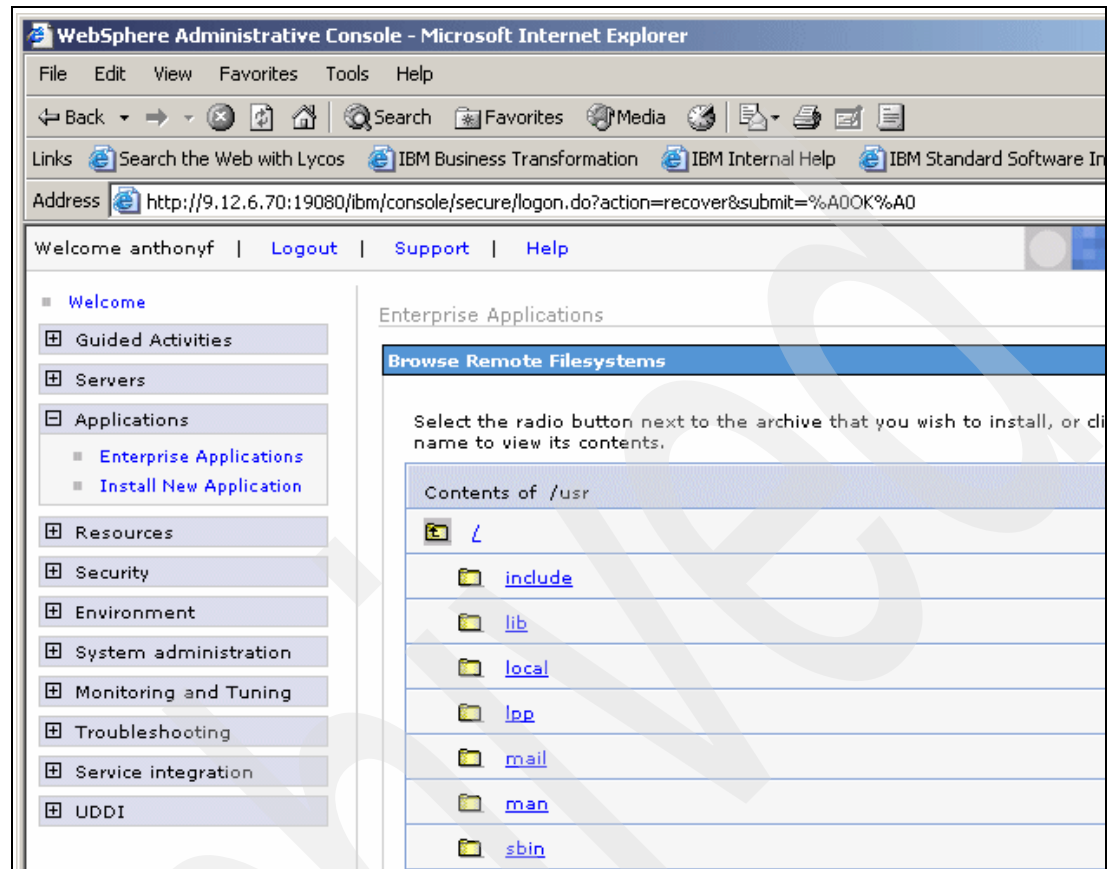 WebSphere Administrative Console - Microsoft Internet Explorer
File Edit View Favorites Tools Help
Back Search Favorites Media
Links Search the Web with Lycos IBM Business Transformation IBM Internal Help IBM Standard Software In
Address http://9.12.6.70:19080/ibm/console/secure/logon.do?action=recover&submit=%A0OK%A0
Welcome anthonyf | Logout | Support | Help
Welcome
Guided Activities
Servers
Applications
Enterprise Applications
Install New Application
Resources
Security
Environment
System administration
Monitoring and Tuning
Troubleshooting
Service integration
UDDI
Enterprise Applications
Browse Remote Filesystems
Select the radio button next to the archive that you wish to install, or cli
name to view its contents.
Contents of /usr
/
include
lib
local
lpp
mail
man
sbin